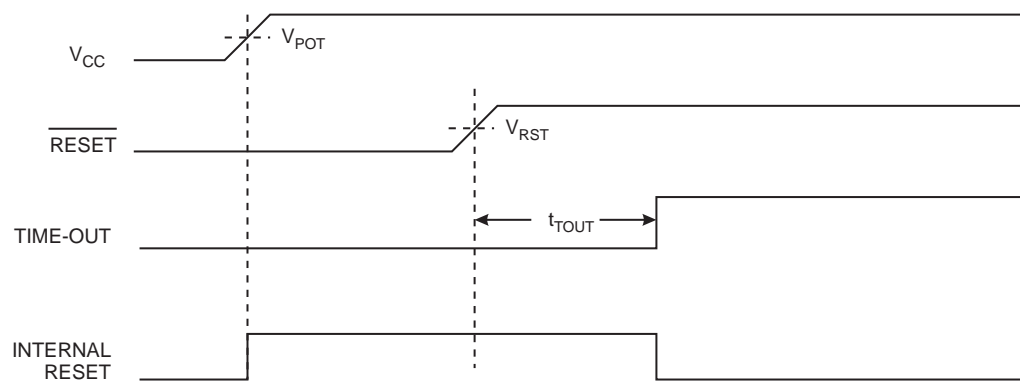 V_CC
V_POT
RESET
V_RST
TIME-OUT
t_TOUT
INTERNAL
RESET